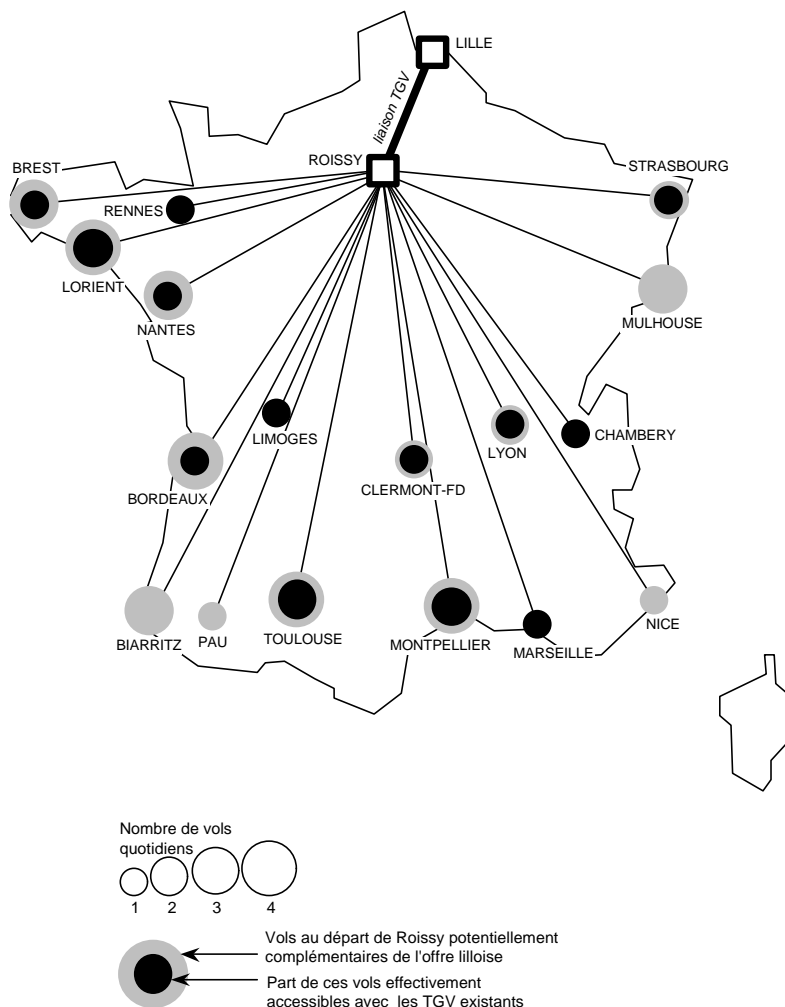 LILLE
liaison TGV
ROISSY
BREST
STRASBOURG
RENNES
LORIENT
NANTES
MULHOUSE
LIMOGES
LYON
CHAMBERY
BORDEAUX
CLERMONT-FD
BIARRITZ
PAU
TOULOUSE
MONTPELLIER
MARSEILLE
NICE
Nombre de vols
quotidiens
1 2 3 4
Vols au départ de Roissy potentiellement
complémentaires de l'offre lilloise
Part de ces vols effectivement
accessibles avec les TGV existants